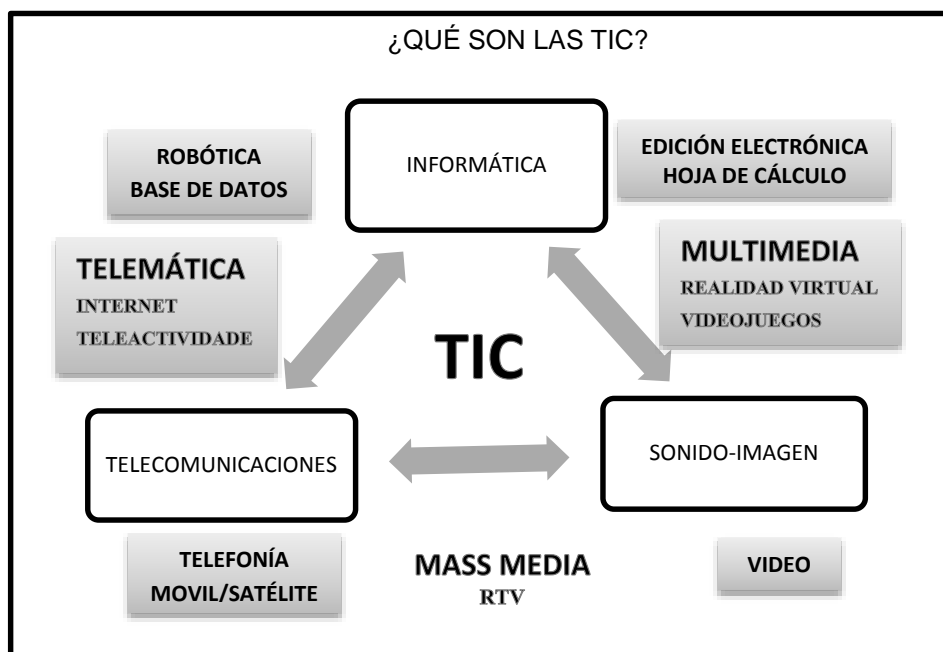 ¿QUÉ SON LAS TIC?
INFORMÁTICA
ROBÓTICA
BASE DE DATOS
EDICIÓN ELECTRÓNICA
HOJA DE CÁLCULO
TELEMÁTICA
INTERNET
TELEACTIVIDADE
MULTIMEDIA
REALIDAD VIRTUAL
VIDEOJUEGOS
TIC
TELECOMUNICACIONES
SONIDO-IMAGEN
TELEFONÍA
MOVIL/SATÉLITE
MASS MEDIA
RTV
VIDEO